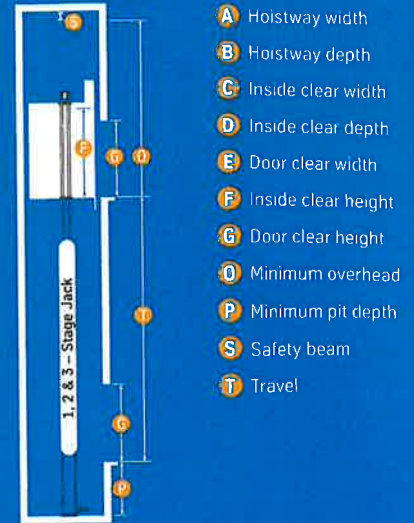 S
F
G
O
T
1, 2 & 3 – Stage Jack
G
P
A Hoistway width
B Hoistway depth
C Inside clear width
D Inside clear depth
E Door clear width
F Inside clear height
G Door clear height
O Minimum overhead
P Minimum pit depth
S Safety beam
T Travel